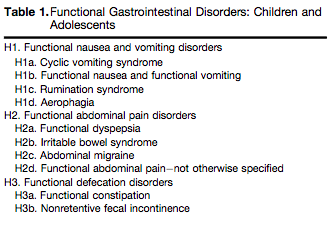 Table 1. Functional Gastrointestinal Disorders: Children and
Adolescents
H1. Functional nausea and vomiting disorders
H1a. Cyclic vomiting syndrome
H1b. Functional nausea and functional vomiting
H1c. Rumination syndrome
H1d. Aerophagia
H2. Functional abdominal pain disorders
H2a. Functional dyspepsia
H2b. Irritable bowel syndrome
H2c. Abdominal migraine
H2d. Functional abdominal pain–not otherwise specified
H3. Functional defecation disorders
H3a. Functional constipation
H3b. Nonretentive fecal incontinence